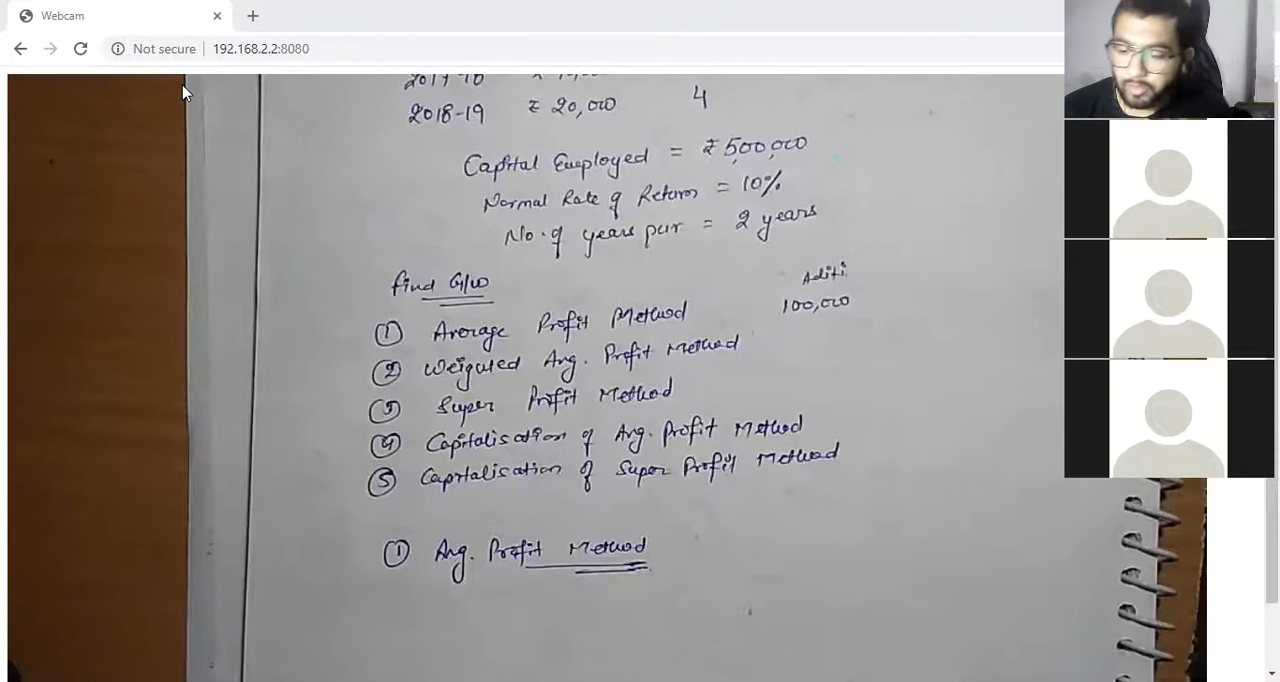 Webcam
Not secure 192.168.2.2:8080
2018-19 ₹ 20,000 4
Capital Employed = ₹ 500,000
Normal Rate of Return = 10%
No. of years pur = 2 years
find G/W
Aditi
100,000
① Average Profit Method
② Weighted Avg. Profit Method
③ Super Profit Method
④ Capitalisation of Avg. Profit Method
⑤ Capitalisation of Super Profit Method
① Avg. Profit Method